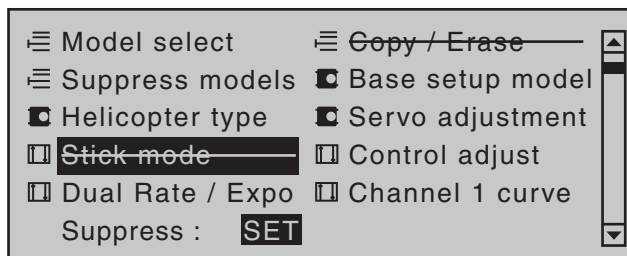 Model select Copy / Erase
Suppress models Base setup model
Helicopter type Servo adjustment
Stick mode Control adjust
Dual Rate / Expo Channel 1 curve
Suppress : SET